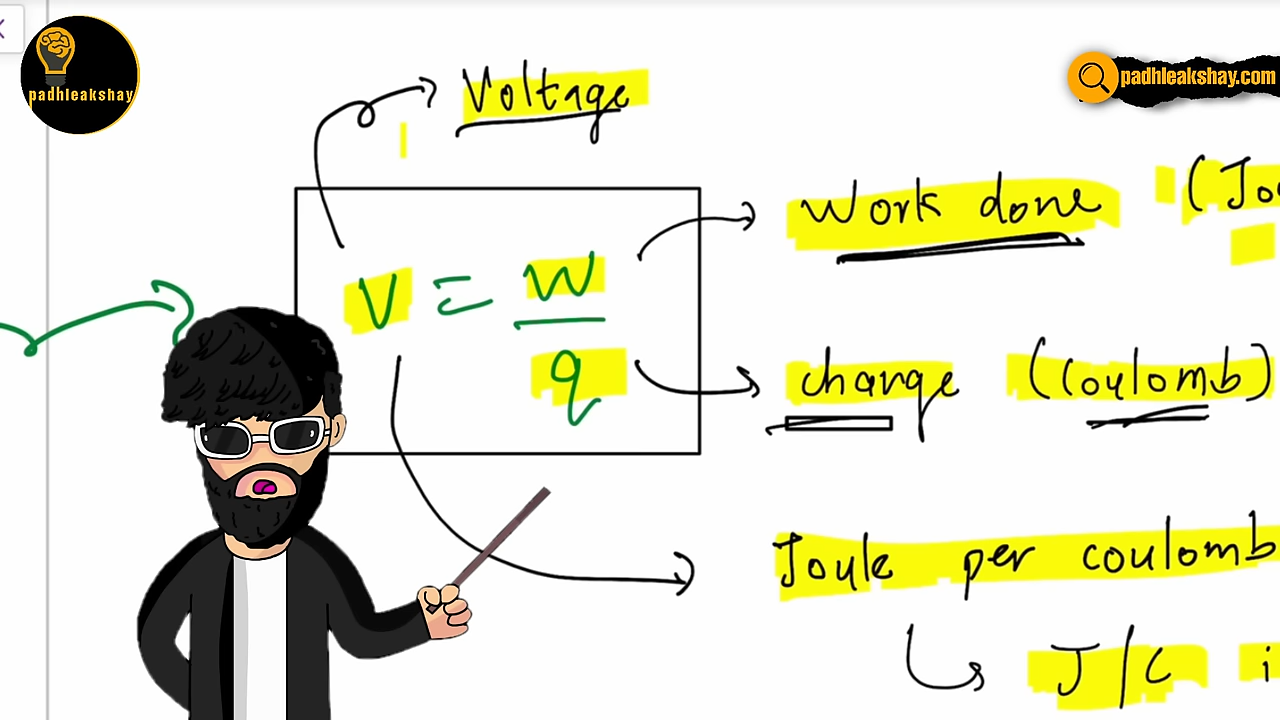 padhleakshay
padhleakshay.com
Voltage
Work done (Jo
V = W
q
charge (coulomb)
Joule per coulomb
J/C i